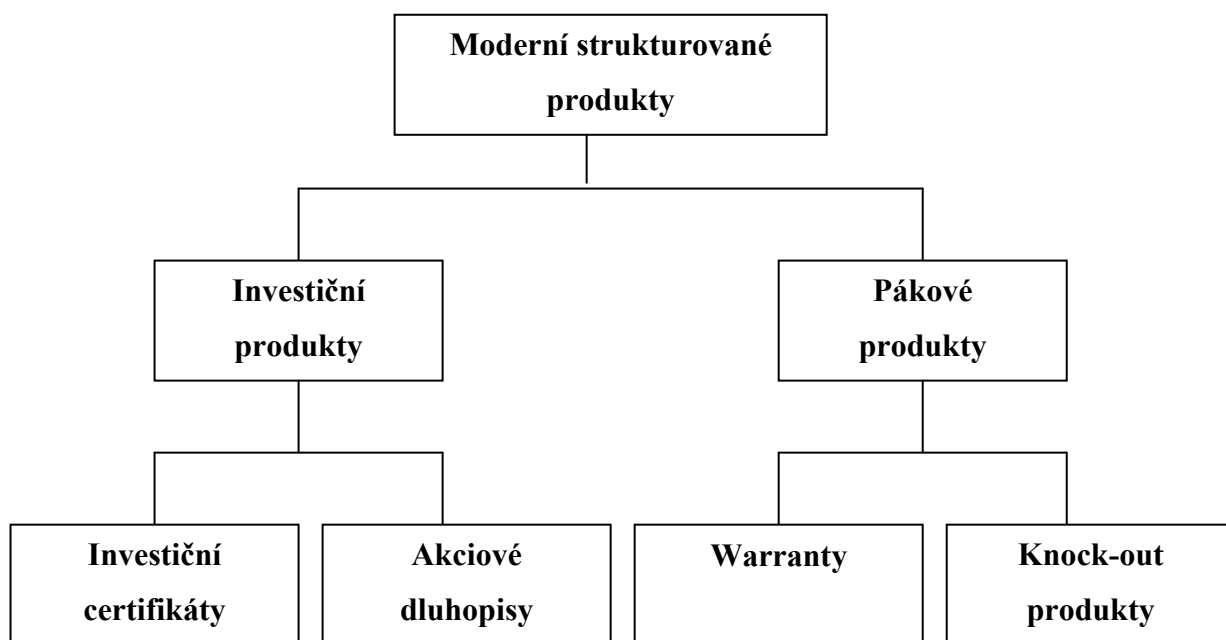 Moderní strukturované
produkty
Investiční
produkty
Pákové
produkty
Investiční
certifikáty
Akciové
dluhopisy
Warranty
Knock-out
produkty